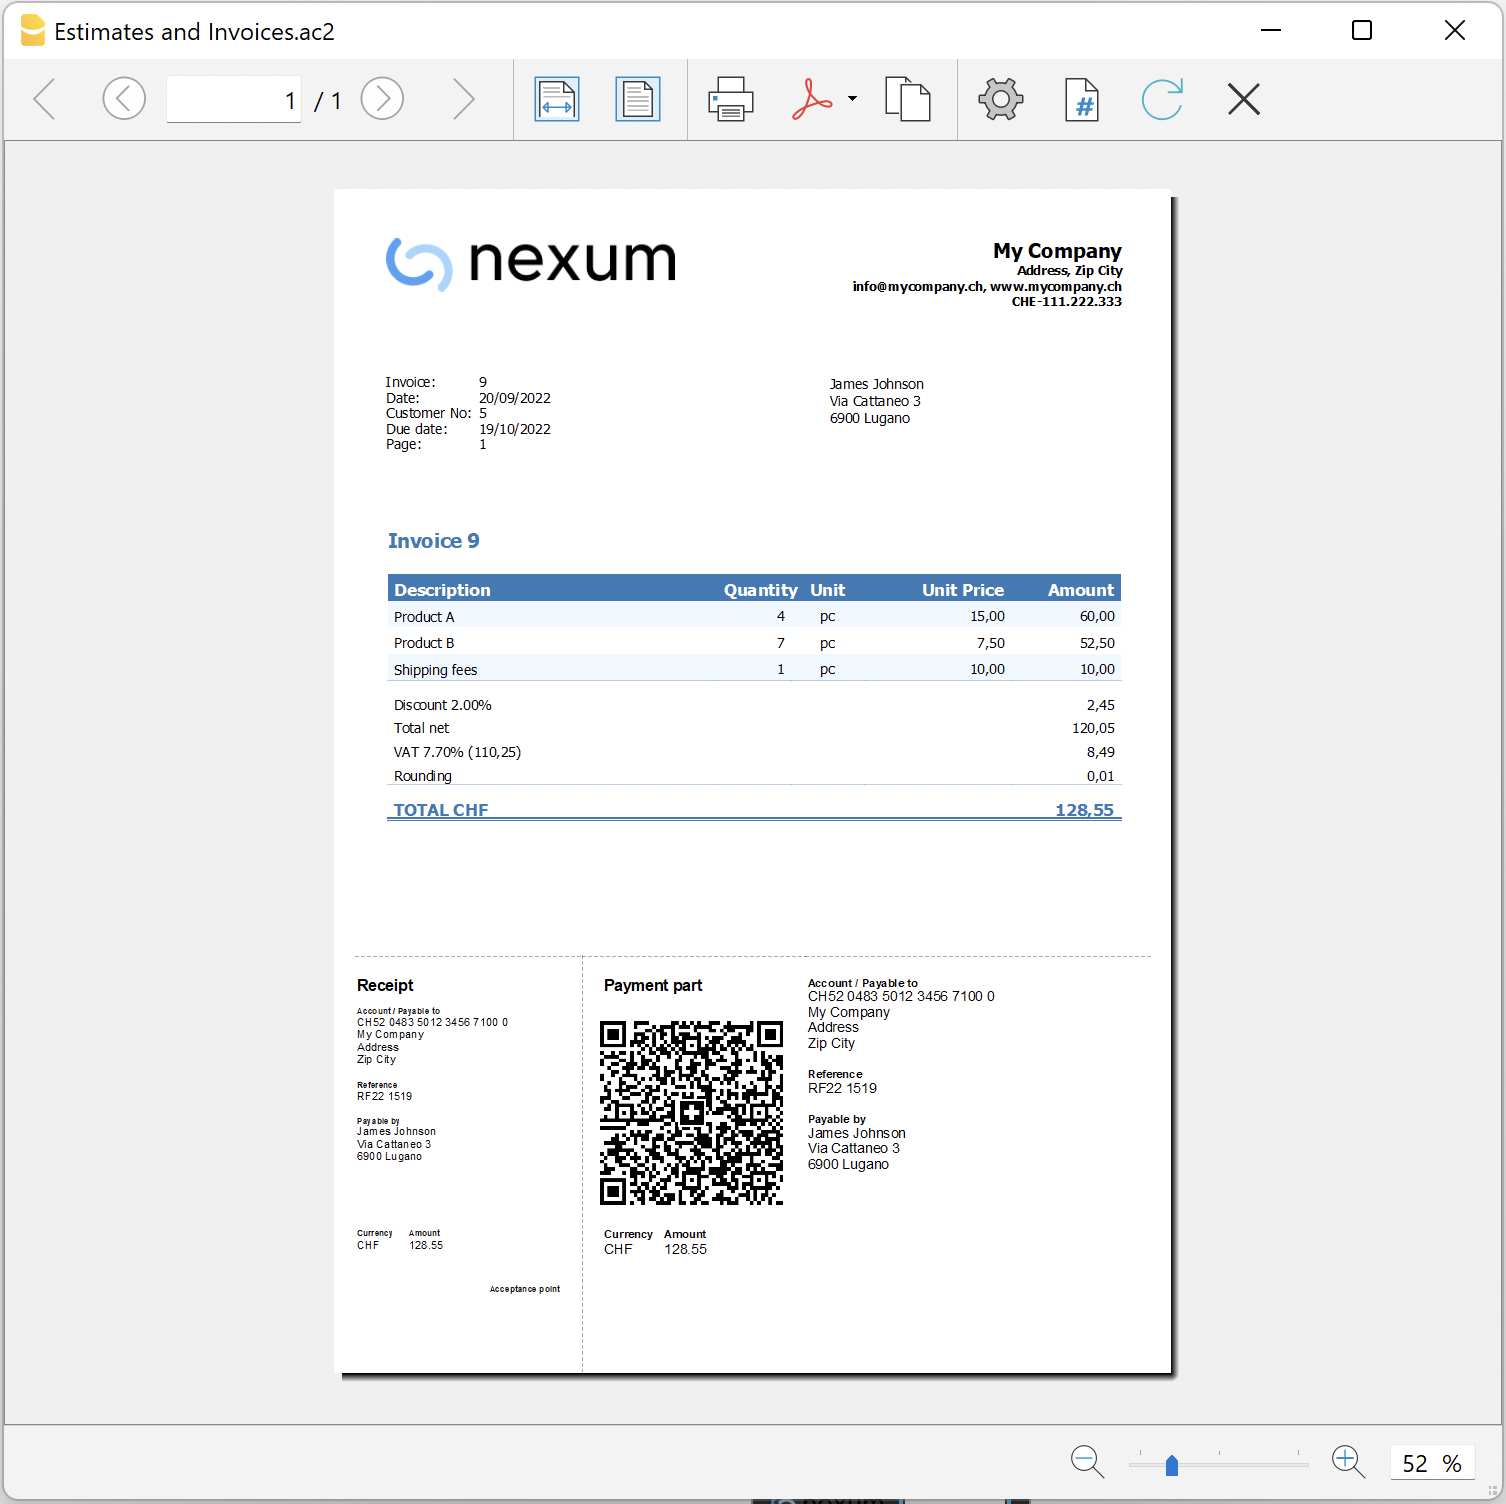 Estimates and Invoices.ac2
1 / 1
#
nexum
My Company
Address, Zip City
info@mycompany.ch, www.mycompany.ch
CHE-111.222.333
Invoice: 9
Date: 20/09/2022
Customer No: 5
Due date: 19/10/2022
Page: 1
James Johnson
Via Cattaneo 3
6900 Lugano
Invoice 9
Description Quantity Unit Unit Price Amount
Product A 4 pc 15,00 60,00
Product B 7 pc 7,50 52,50
Shipping fees 1 pc 10,00 10,00
Discount 2.00% 2,45
Total net 120,05
VAT 7.70% (110,25) 8,49
Rounding 0,01
TOTAL CHF 128,55
Receipt
Account / Payable to
CH52 0483 5012 3456 7100 0
My Company
Address
Zip City
Reference
RF22 1519
Payable by
James Johnson
Via Cattaneo 3
6900 Lugano
Currency Amount
CHF 128.55
Acceptance point
Payment part
Currency Amount
CHF 128.55
Account / Payable to
CH52 0483 5012 3456 7100 0
My Company
Address
Zip City
Reference
RF22 1519
Payable by
James Johnson
Via Cattaneo 3
6900 Lugano
52 %